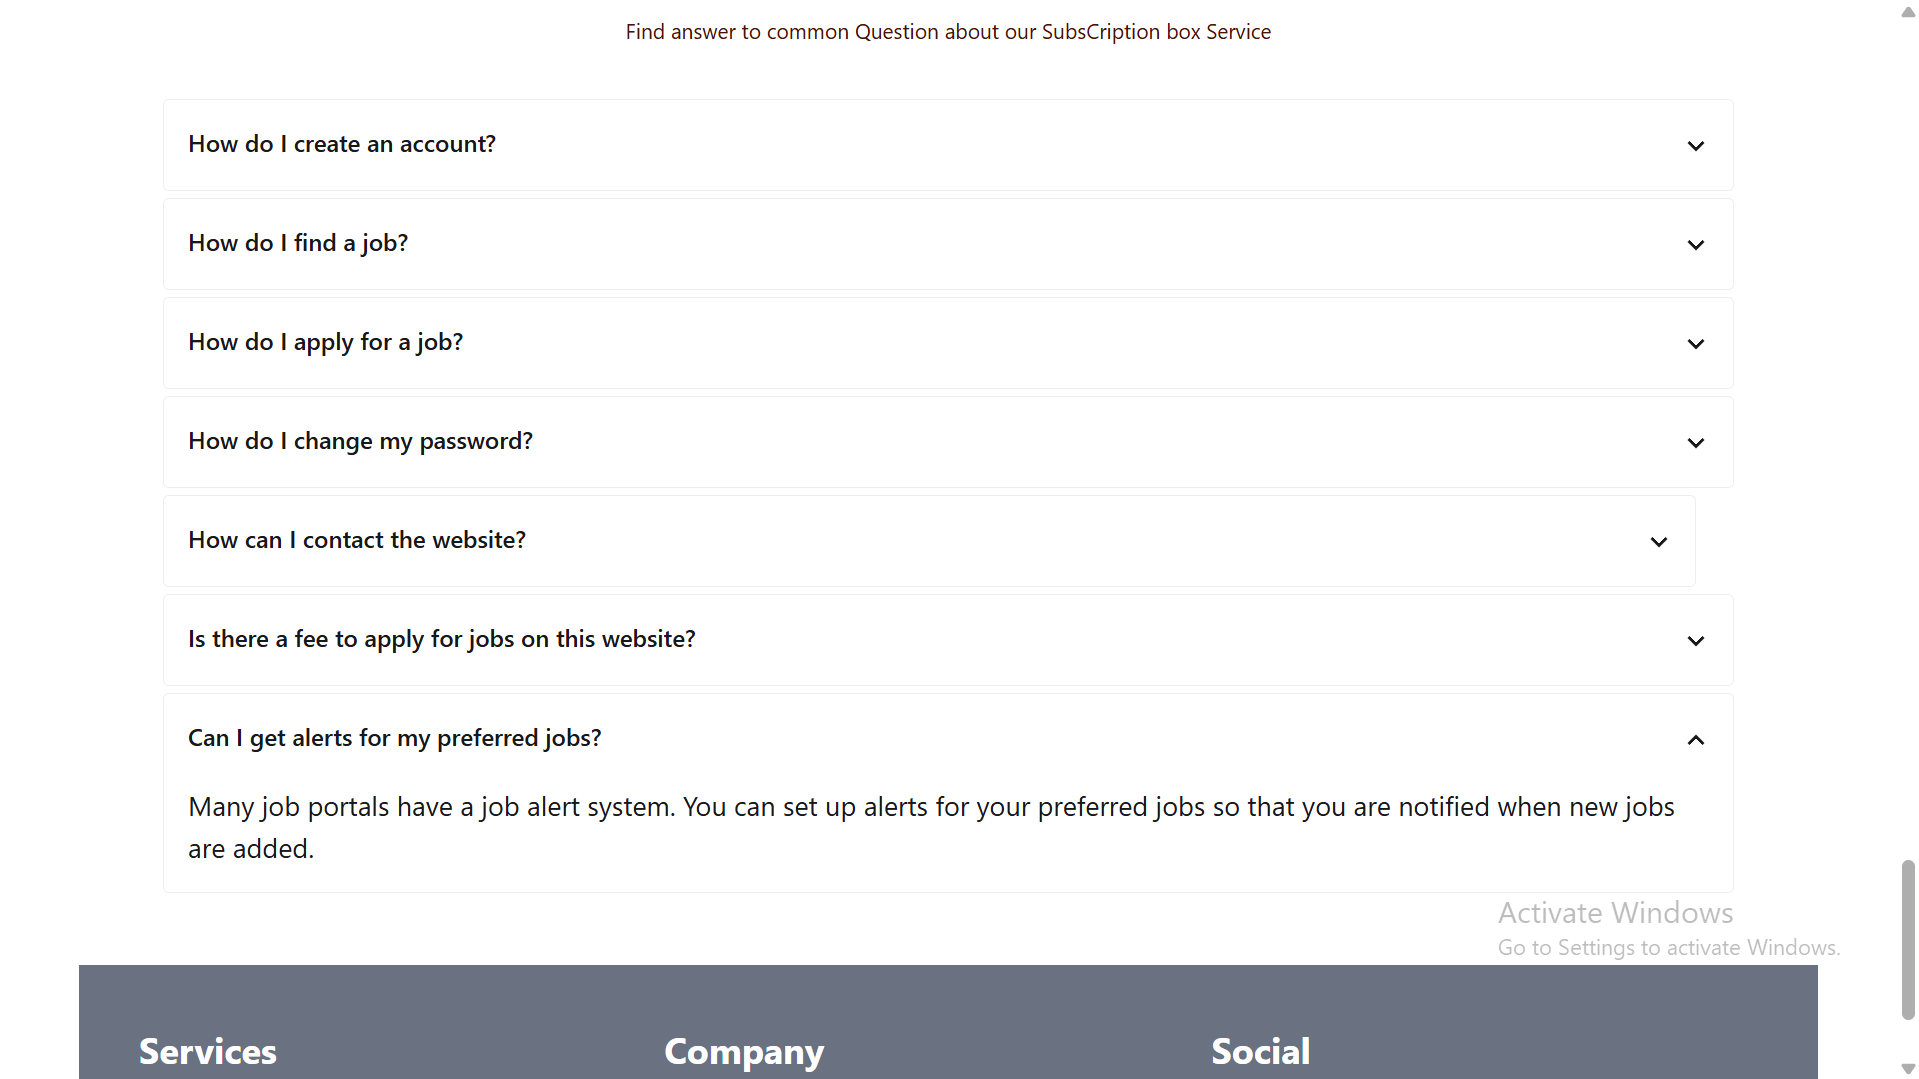 Find answer to common Question about our SubsCription box Service
How do I create an account?
How do I find a job?
How do I apply for a job?
How do I change my password?
How can I contact the website?
Is there a fee to apply for jobs on this website?
Can I get alerts for my preferred jobs?
Many job portals have a job alert system. You can set up alerts for your preferred jobs so that you are notified when new jobs
are added.
Activate Windows
Go to Settings to activate Windows.
Services
Company
Social